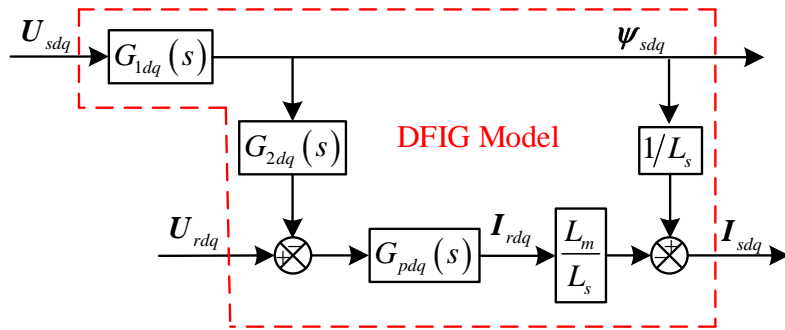 U_sdq
G_1dq(s)
ψ_sdq
G_2dq(s)
DFIG Model
1/L_s
U_rdq
−
+
G_pdq(s)
I_rdq
L_m
L_s
+
−
I_sdq